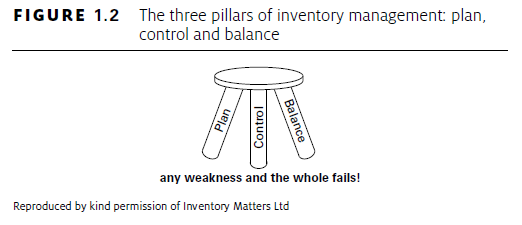 FIGURE 1.2 The three pillars of inventory management: plan,
control and balance
Plan
Control
Balance
any weakness and the whole fails!
Reproduced by kind permission of Inventory Matters Ltd